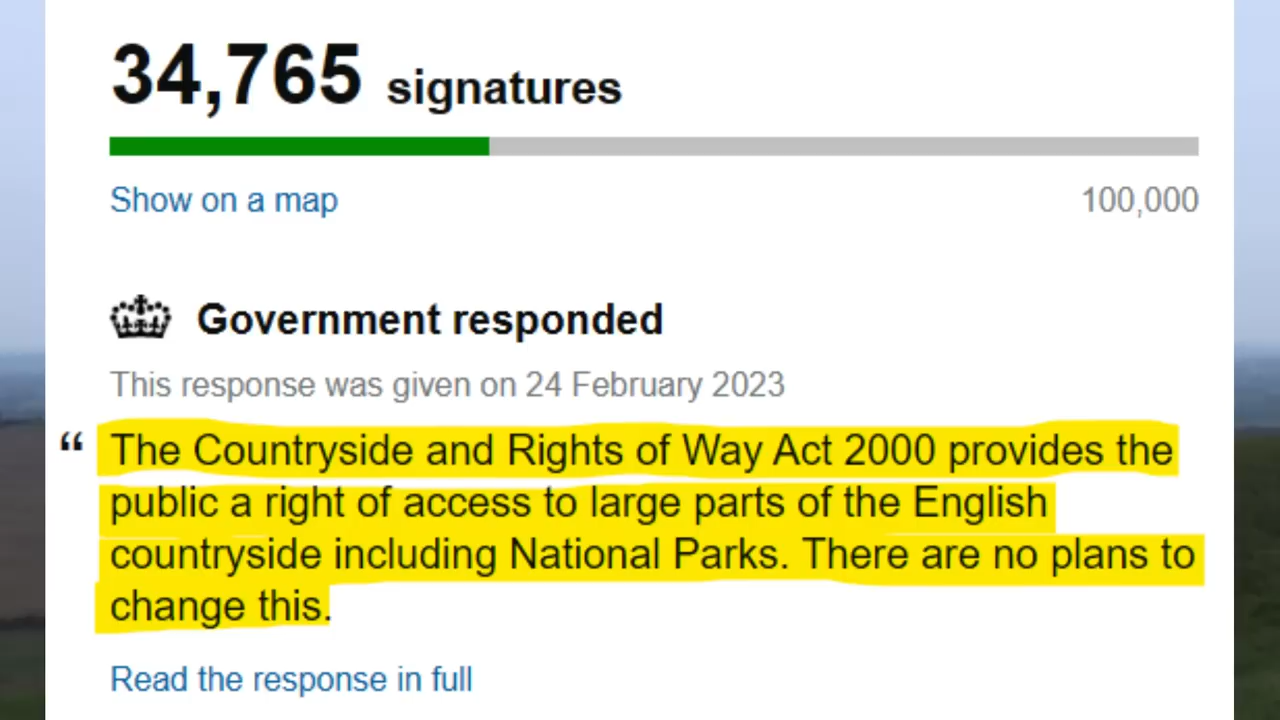 34,765 signatures
Show on a map
100,000
Government responded
This response was given on 24 February 2023
“ The Countryside and Rights of Way Act 2000 provides the
public a right of access to large parts of the English
countryside including National Parks. There are no plans to
change this.
Read the response in full